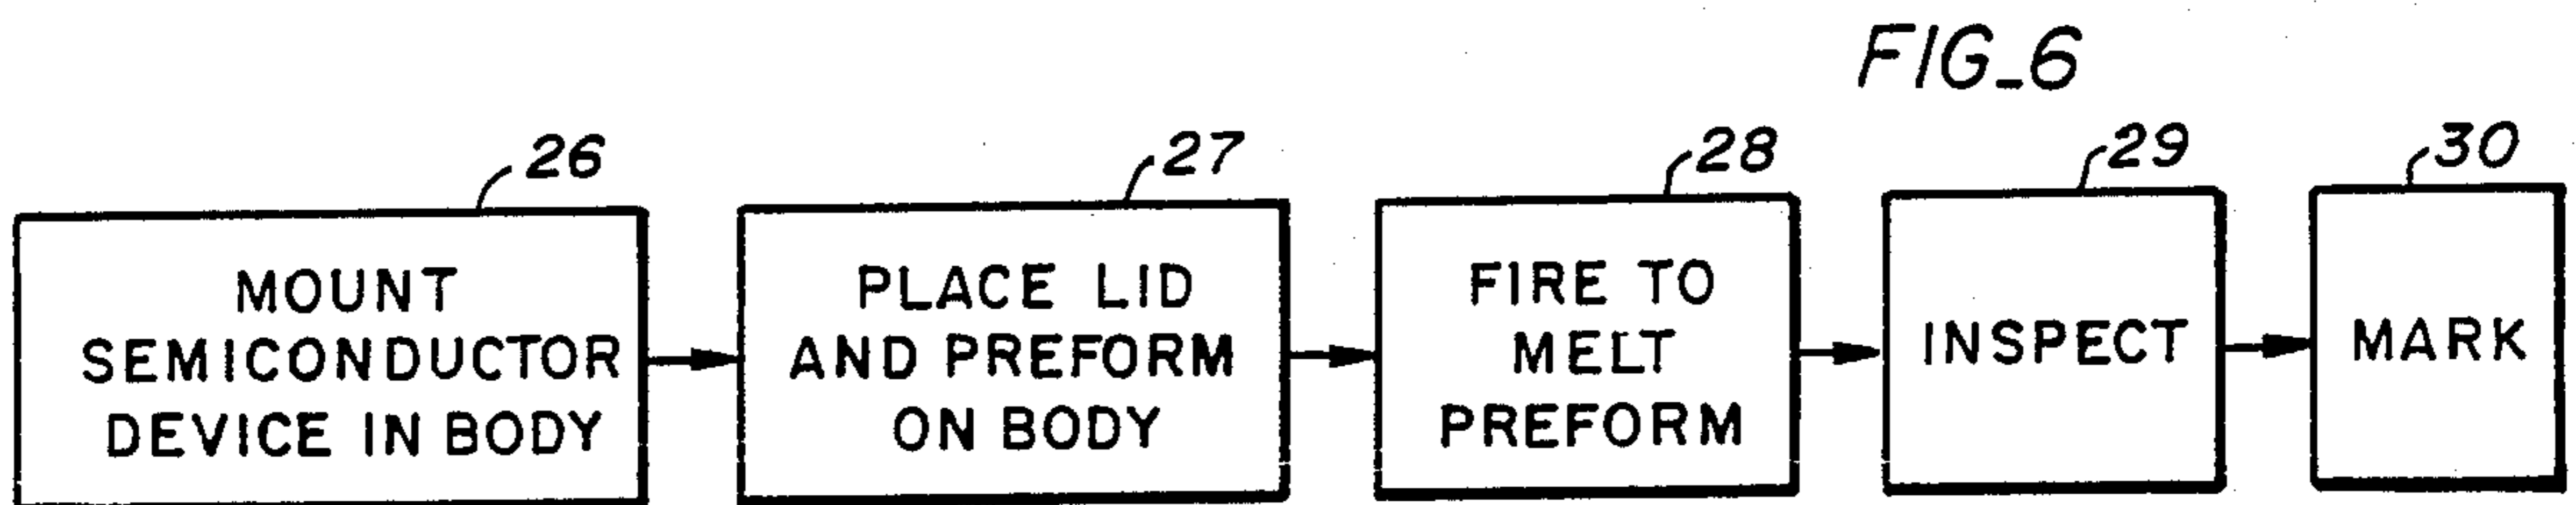 FIG_6
26
27
28
29
30
MOUNT
SEMICONDUCTOR
DEVICE IN BODY
PLACE LID
AND PREFORM
ON BODY
FIRE TO
MELT
PREFORM
INSPECT
MARK